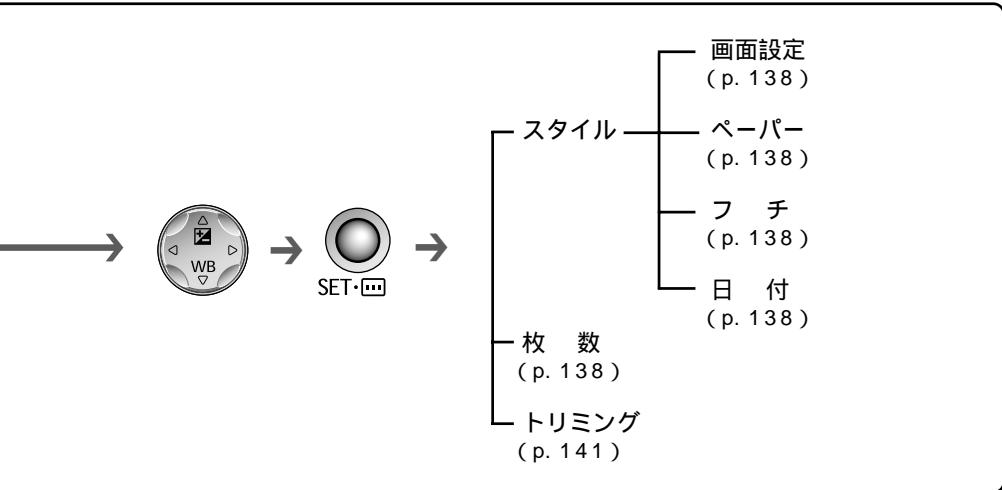 画面設定
(p.138)
スタイル
ペーパー
(p.138)
フ チ
(p.138)
WB
SET・
日 付
(p.138)
枚 数
(p.138)
トリミング
(p.141)